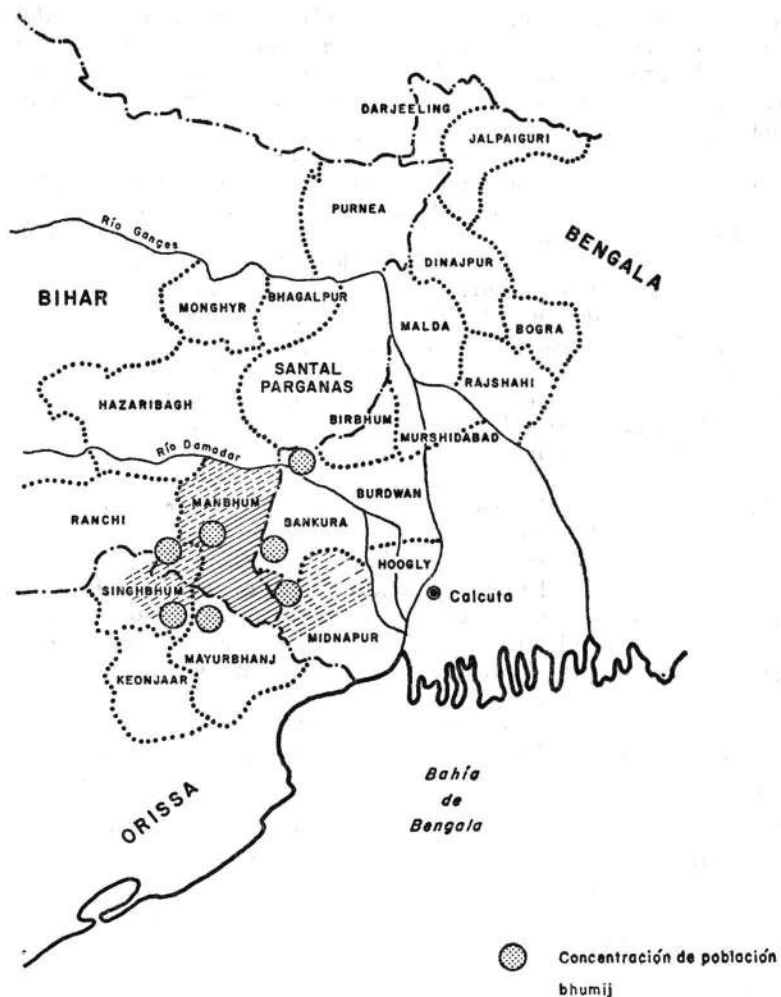 DARJEELING
JALPAIGURI
PURNEA
Río Ganges
BENGALA
DINAJPUR
BIHAR
MONGHYR
BHAGALPUR
MALDA
BOGRA
SANTAL
PARGANAS
RAJSHAHI
HAZARIBAGH
BIRBHUM
MURSHIDABAD
Río Damodar
MANBHUM
BURDWAN
RANCHI
BANKURA
HOOGLY
SINGHBHUM
Calcuta
MIDNAPUR
MAYURBHANJ
KEONJAAR
ORISSA
Bahía
de
Bengala
Concentración de población
bhumij